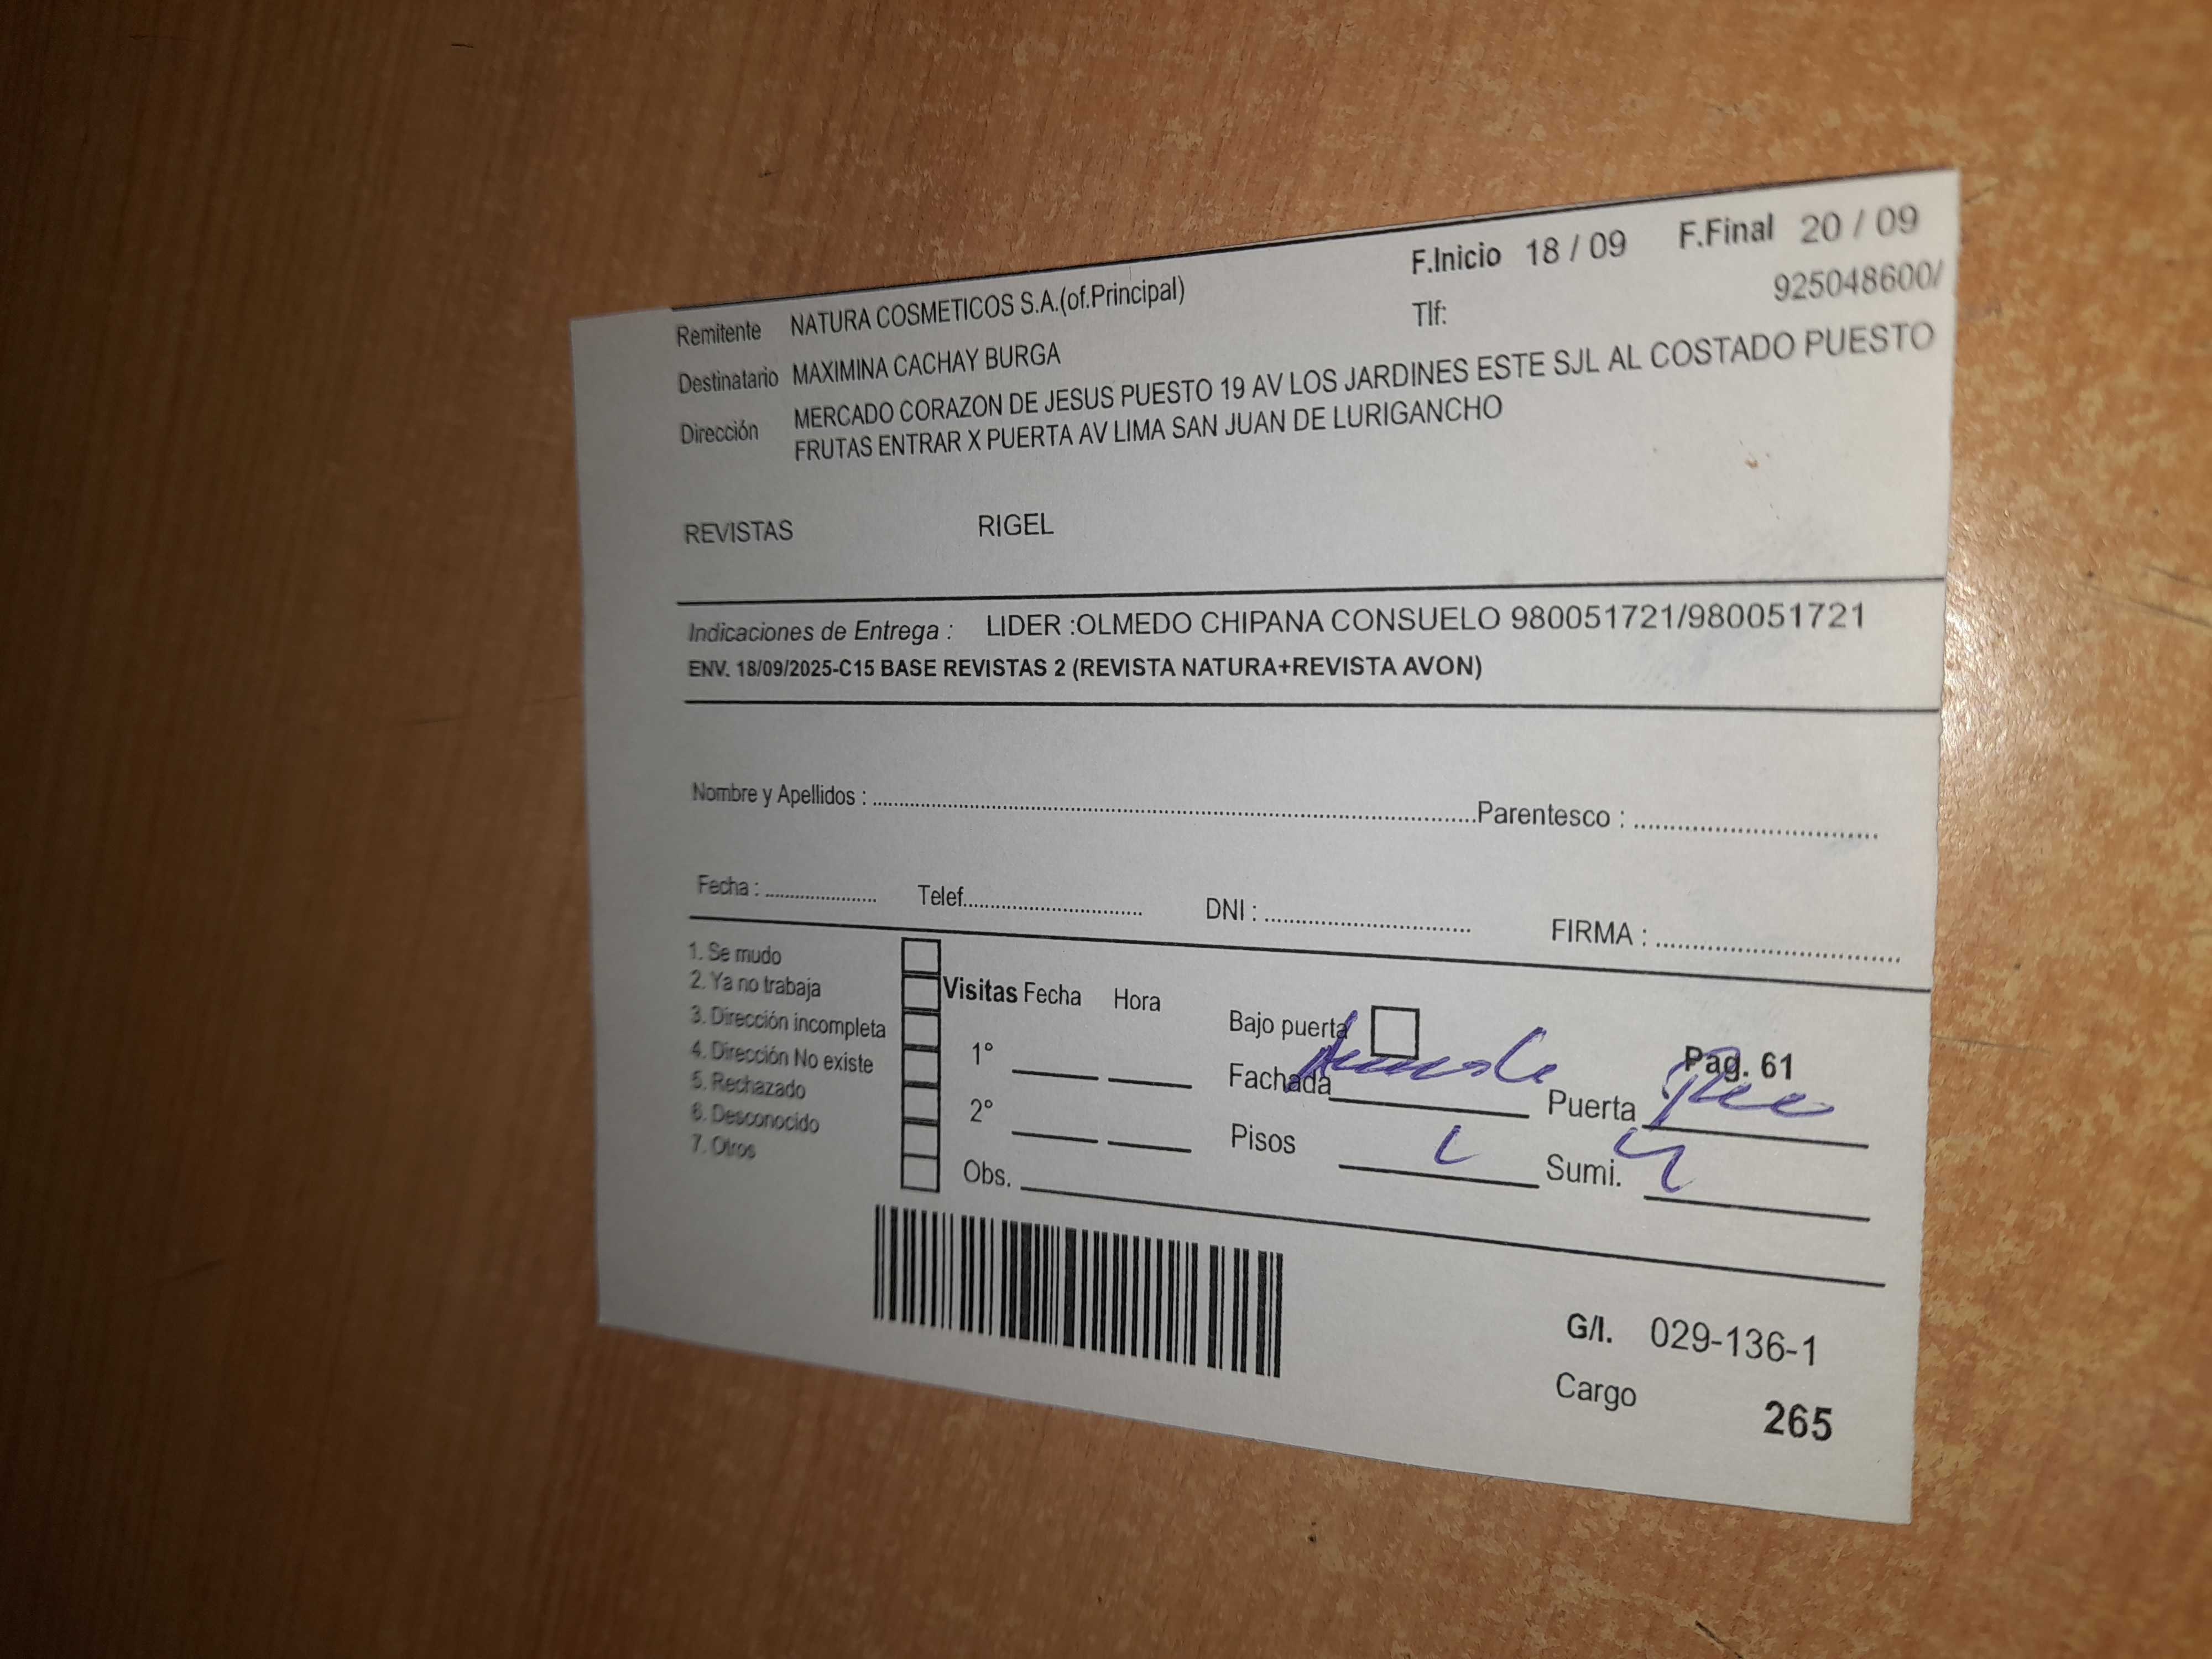 F.Inicio 18 / 09 F.Final 20 / 09
Remitente NATURA COSMETICOS S.A.(of.Principal) Tlf: 925048600/
Destinatario MAXIMINA CACHAY BURGA
Dirección MERCADO CORAZON DE JESUS PUESTO 19 AV LOS JARDINES ESTE SJL AL COSTADO PUESTO
FRUTAS ENTRAR X PUERTA AV LIMA SAN JUAN DE LURIGANCHO
REVISTAS RIGEL
Indicaciones de Entrega : LIDER :OLMEDO CHIPANA CONSUELO 980051721/980051721
ENV. 18/09/2025-C15 BASE REVISTAS 2 (REVISTA NATURA+REVISTA AVON)
Nombre y Apellidos : Parentesco :
Fecha : Telef. DNI : FIRMA :
1. Se mudo
2. Ya no trabaja
3. Dirección incompleta
4. Dirección No existe
5. Rechazado
6. Desconocido
7. Otros
Visitas Fecha Hora
1°
2°
Obs.
Bajo puerta
Pag. 61
Fachada Puerta
Pisos Sumi.
G/I. 029-136-1
Cargo 265